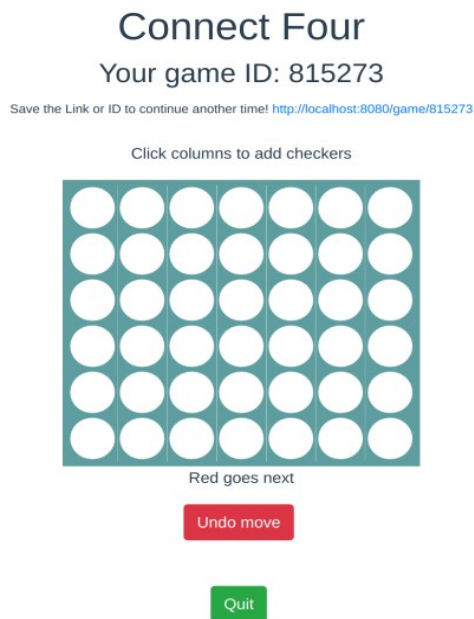 Connect Four
Your game ID: 815273
Save the Link or ID to continue another time! http://localhost:8080/game/815273
Click columns to add checkers
Red goes next
Undo move
Quit